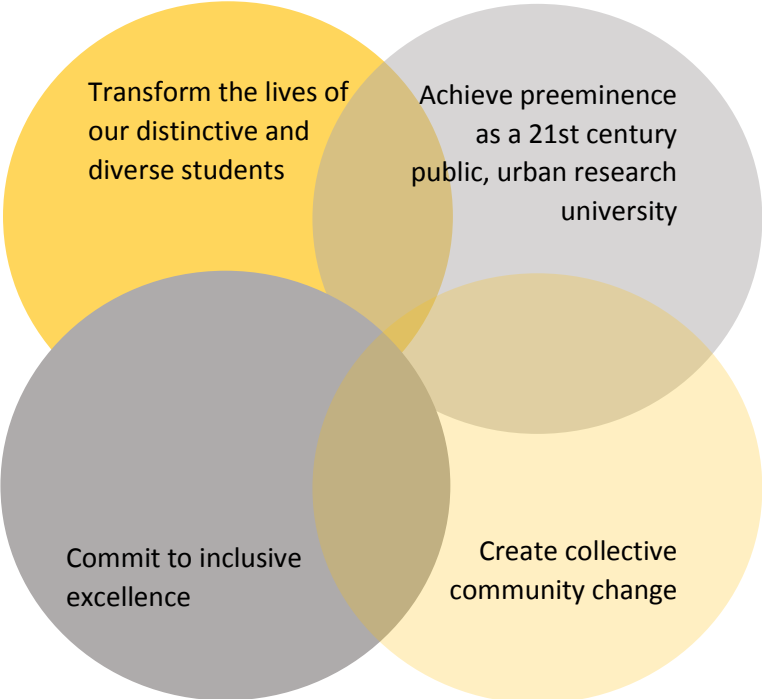 Transform the lives of
our distinctive and
diverse students
Achieve preeminence
as a 21st century
public, urban research
university
Commit to inclusive
excellence
Create collective
community change